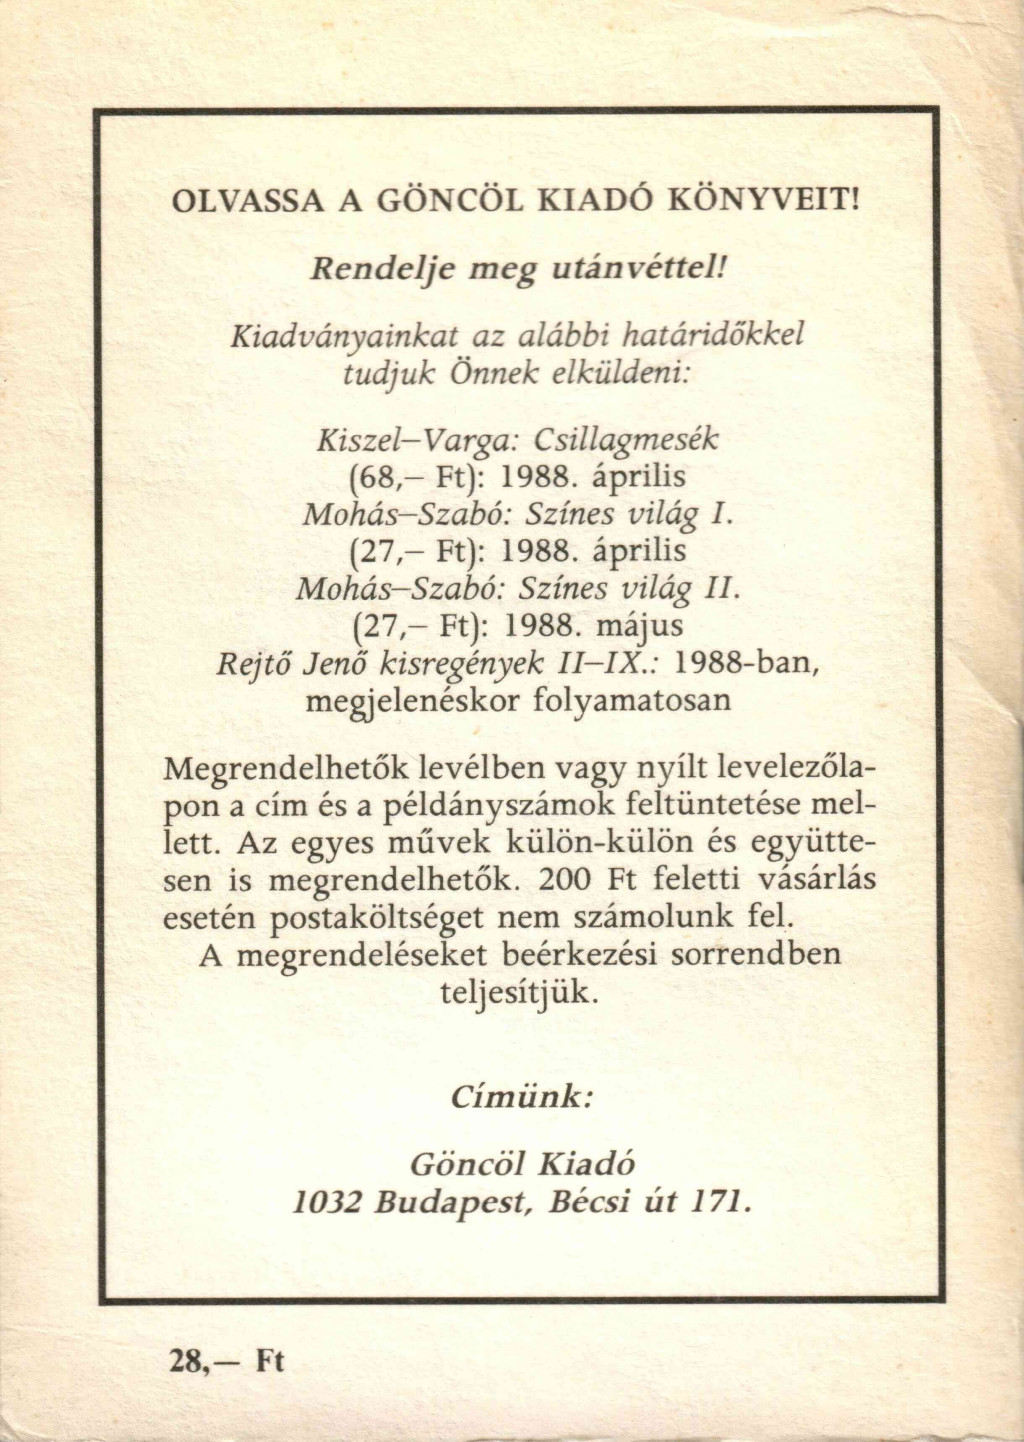 OLVASSA A GÖNCÖL KIADÓ KÖNYVEIT!
Rendelje meg utánvéttel!
Kiadványainkat az alábbi határidőkkel
tudjuk Önnek elküldeni:
Kiszel–Varga: Csillagmesék
(68,– Ft): 1988. április
Mohás–Szabó: Színes világ I.
(27,– Ft): 1988. április
Mohás–Szabó: Színes világ II.
(27,– Ft): 1988. május
Rejtő Jenő kisregények II–IX.: 1988-ban,
megjelenéskor folyamatosan
Megrendelhetők levélben vagy nyílt levelezőla-
pon a cím és a példányszámok feltüntetése mel-
lett. Az egyes művek külön-külön és együtte-
sen is megrendelhetők. 200 Ft feletti vásárlás
esetén postaköltséget nem számolunk fel.
A megrendeléseket beérkezési sorrendben
teljesítjük.
Címünk:
Göncöl Kiadó
1032 Budapest, Bécsi út 171.
28,— Ft